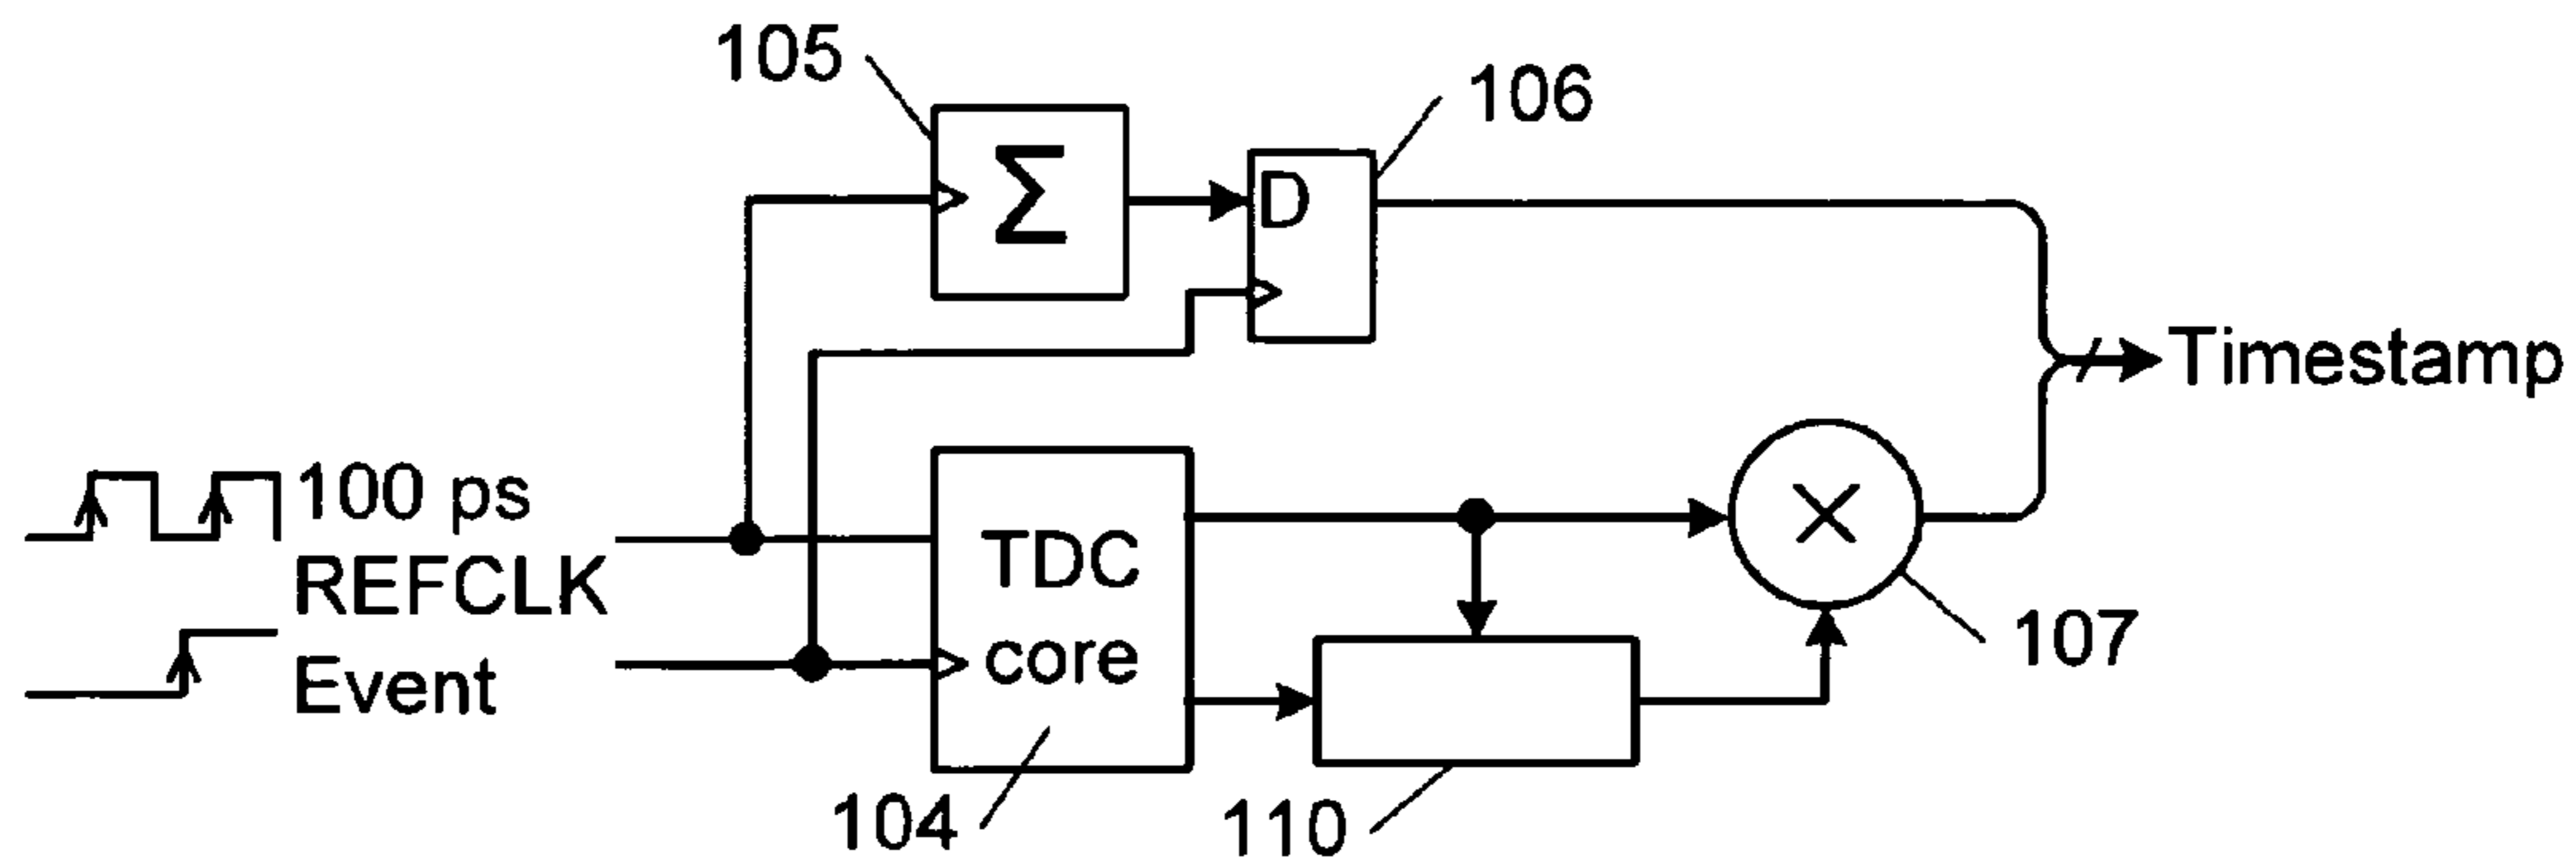 105
106
Σ
D
Timestamp
100 ps
REFCLK
TDC
core
×
107
Event
104
110